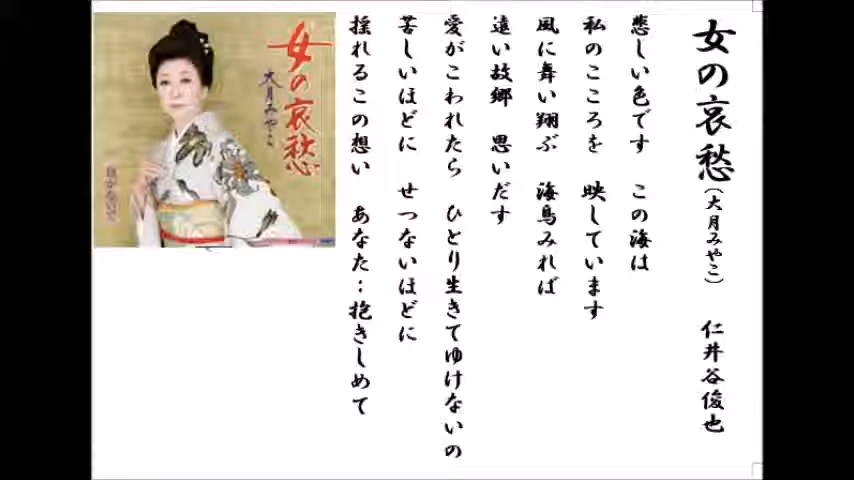 女の哀愁(大月みやこ) 仁井谷俊也
悲しい色です この海は
私のこころを 映しています
風に舞い翔ぶ 海鳥みれば
遠い故郷 思いだす
愛がこわれたら ひとり生きてゆけないの
苦しいほどに せつないほどに
揺れるこの想い あなた…抱きしめて
女の哀愁
大月みやこ